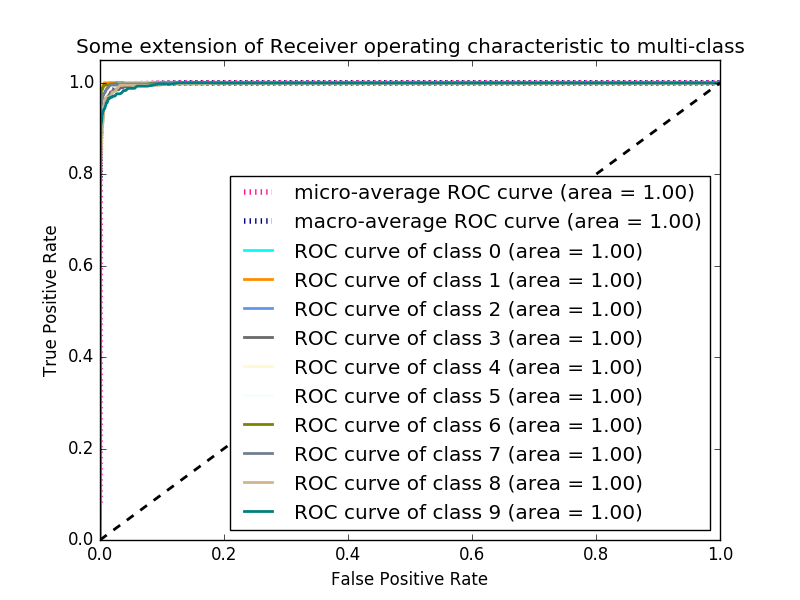 Some extension of Receiver operating characteristic to multi-class
1.0
0.8
0.6
0.4
0.2
0.0
True Positive Rate
micro-average ROC curve (area = 1.00)
macro-average ROC curve (area = 1.00)
ROC curve of class 0 (area = 1.00)
ROC curve of class 1 (area = 1.00)
ROC curve of class 2 (area = 1.00)
ROC curve of class 3 (area = 1.00)
ROC curve of class 4 (area = 1.00)
ROC curve of class 5 (area = 1.00)
ROC curve of class 6 (area = 1.00)
ROC curve of class 7 (area = 1.00)
ROC curve of class 8 (area = 1.00)
ROC curve of class 9 (area = 1.00)
0.0 0.2 0.4 0.6 0.8 1.0
False Positive Rate